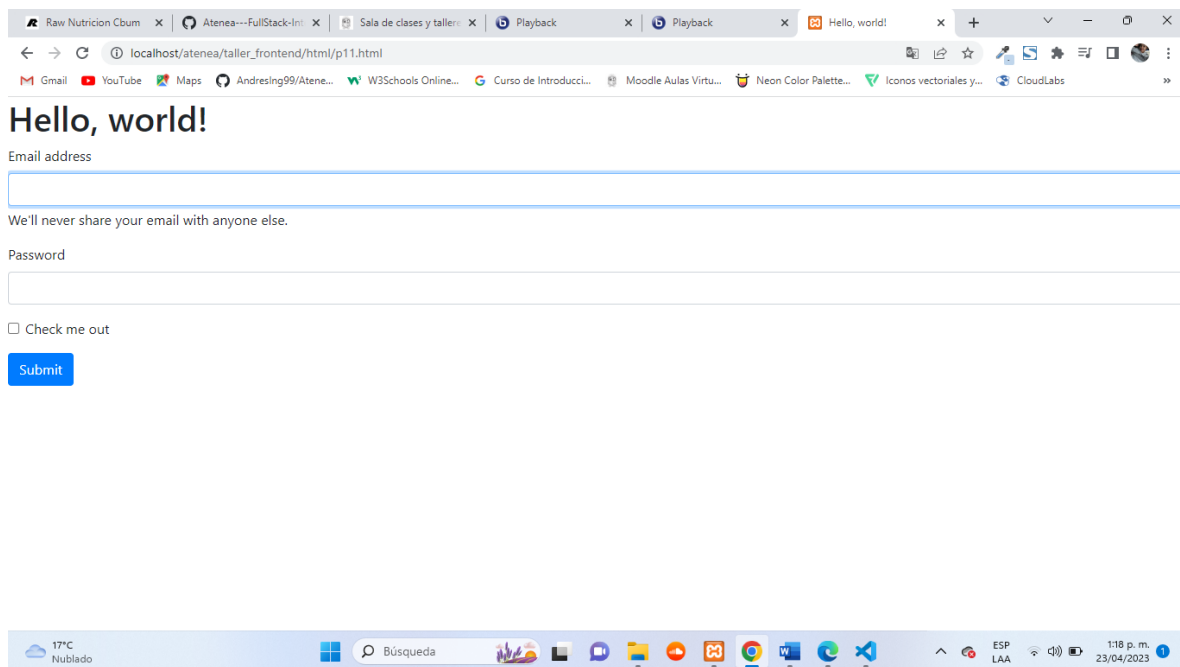 Raw Nutricion Cbum
Atenea---FullStack-Int
Sala de clases y tallere
Playback
Playback
Hello, world!
localhost/atenea/taller_frontend/html/p11.html
Gmail
YouTube
Maps
AndresIng99/Atene...
W3Schools Online...
Curso de Introducci...
Moodle Aulas Virtu...
Neon Color Palette...
Iconos vectoriales y...
CloudLabs
»
Hello, world!
Email address
We'll never share your email with anyone else.
Password
Check me out
Submit
17°C
Nublado
Búsqueda
ESP
LAA
1:18 p. m.
23/04/2023
1